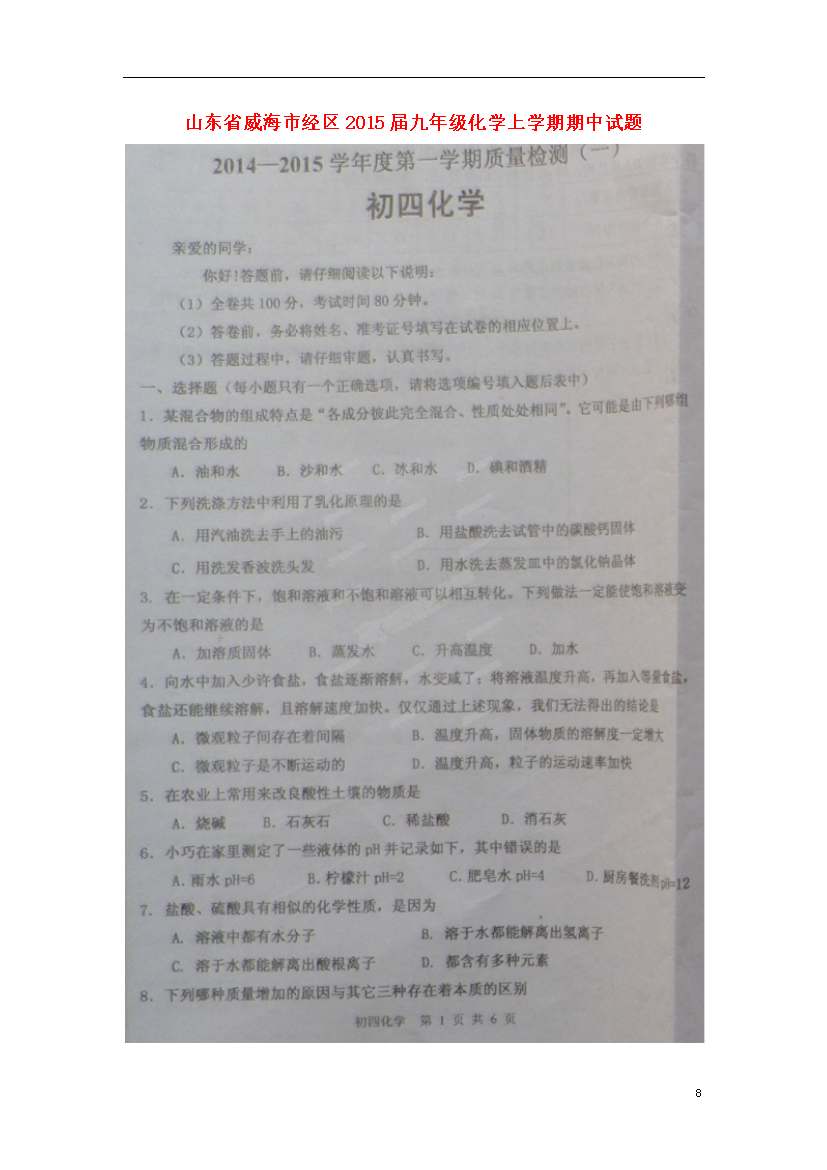 山东省威海市经区2015届九年级化学上学期期中试题
2014—2015学年度第一学期质量检测（一）
初四化学
亲爱的同学：
你好!答题前，请仔细阅读以下说明：
（1）全卷共100分，考试时间80分钟。
（2）答卷前，务必将姓名、准考证号填写在试卷的相应位置上。
（3）答题过程中，请仔细审题，认真书写。
一、选择题（每小题只有一个正确选项，请将选项编号填入题后表中）
1．某混合物的组成特点是“各成分彼此完全混合、性质处处相同”。它可能是由下列哪组
物质混合形成的
A．油和水 B．沙和水 C．冰和水 D．碘和酒精
2．下列洗涤方法中利用了乳化原理的是
A．用汽油洗去手上的油污 B．用盐酸洗去试管中的碳酸钙固体
C．用洗发香波洗头发 D．用水洗去蒸发皿中的氯化钠晶体
3．在一定条件下，饱和溶液和不饱和溶液可以相互转化。下列做法一定能使饱和溶液变
为不饱和溶液的是
A．加溶质固体 B．蒸发水 C．升高温度 D．加水
4．向水中加入少许食盐，食盐逐渐溶解，水变咸了；将溶液温度升高，再加入等量食盐，
食盐还能继续溶解，且溶解速度加快。仅仅通过上述现象，我们无法得出的结论是
A．微观粒子间存在着间隔 B．温度升高，固体物质的溶解度一定增大
C．微观粒子是不断运动的 D．温度升高，粒子的运动速率加快
5．在农业上常用来改良酸性土壤的物质是
A．烧碱 B．石灰石 C．稀盐酸 D．消石灰
6．小巧在家里测定了一些液体的pH并记录如下，其中错误的是
A.雨水pH=6 B.柠檬汁pH=2 C.肥皂水pH=4 D.厨房餐洗剂pH=12
7．盐酸、硫酸具有相似的化学性质，是因为
A. 溶液中都有水分子 B. 溶于水都能解离出氢离子
C. 溶于水都能解离出酸根离子 D. 都含有多种元素
8．下列哪种质量增加的原因与其它三种存在着本质的区别
初四化学 第 1 页 共 6 页
8